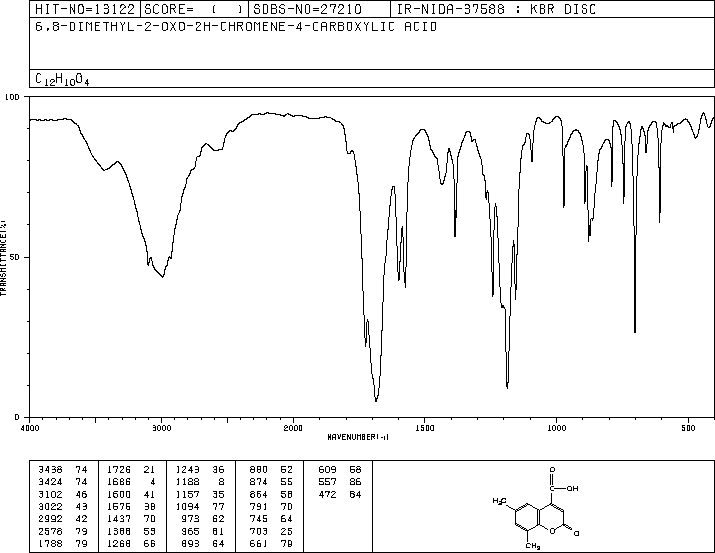 HIT-NO=13122 SCORE= ( ) SDBS-NO=27210 IR-NIDA-37588 : KBR DISC
6,8-DIMETHYL-2-OXO-2H-CHROMENE-4-CARBOXYLIC ACID
C12H10O4
100
50
0
TRANSMITTANCE(%)
4000 3000 2000 1500 1000 500
WAVENUMBER(-1)
3438 74 1726 21 1243 36 880 52 609 58
3424 74 1686 4 1188 8 874 55 557 86
3102 46 1600 41 1157 35 864 58 472 84
3022 43 1576 38 1094 77 791 70
2992 42 1437 70 973 62 745 64
2578 79 1388 55 965 81 703 25
1788 79 1268 66 893 64 661 79
O
C OH
H3C
O O
CH3